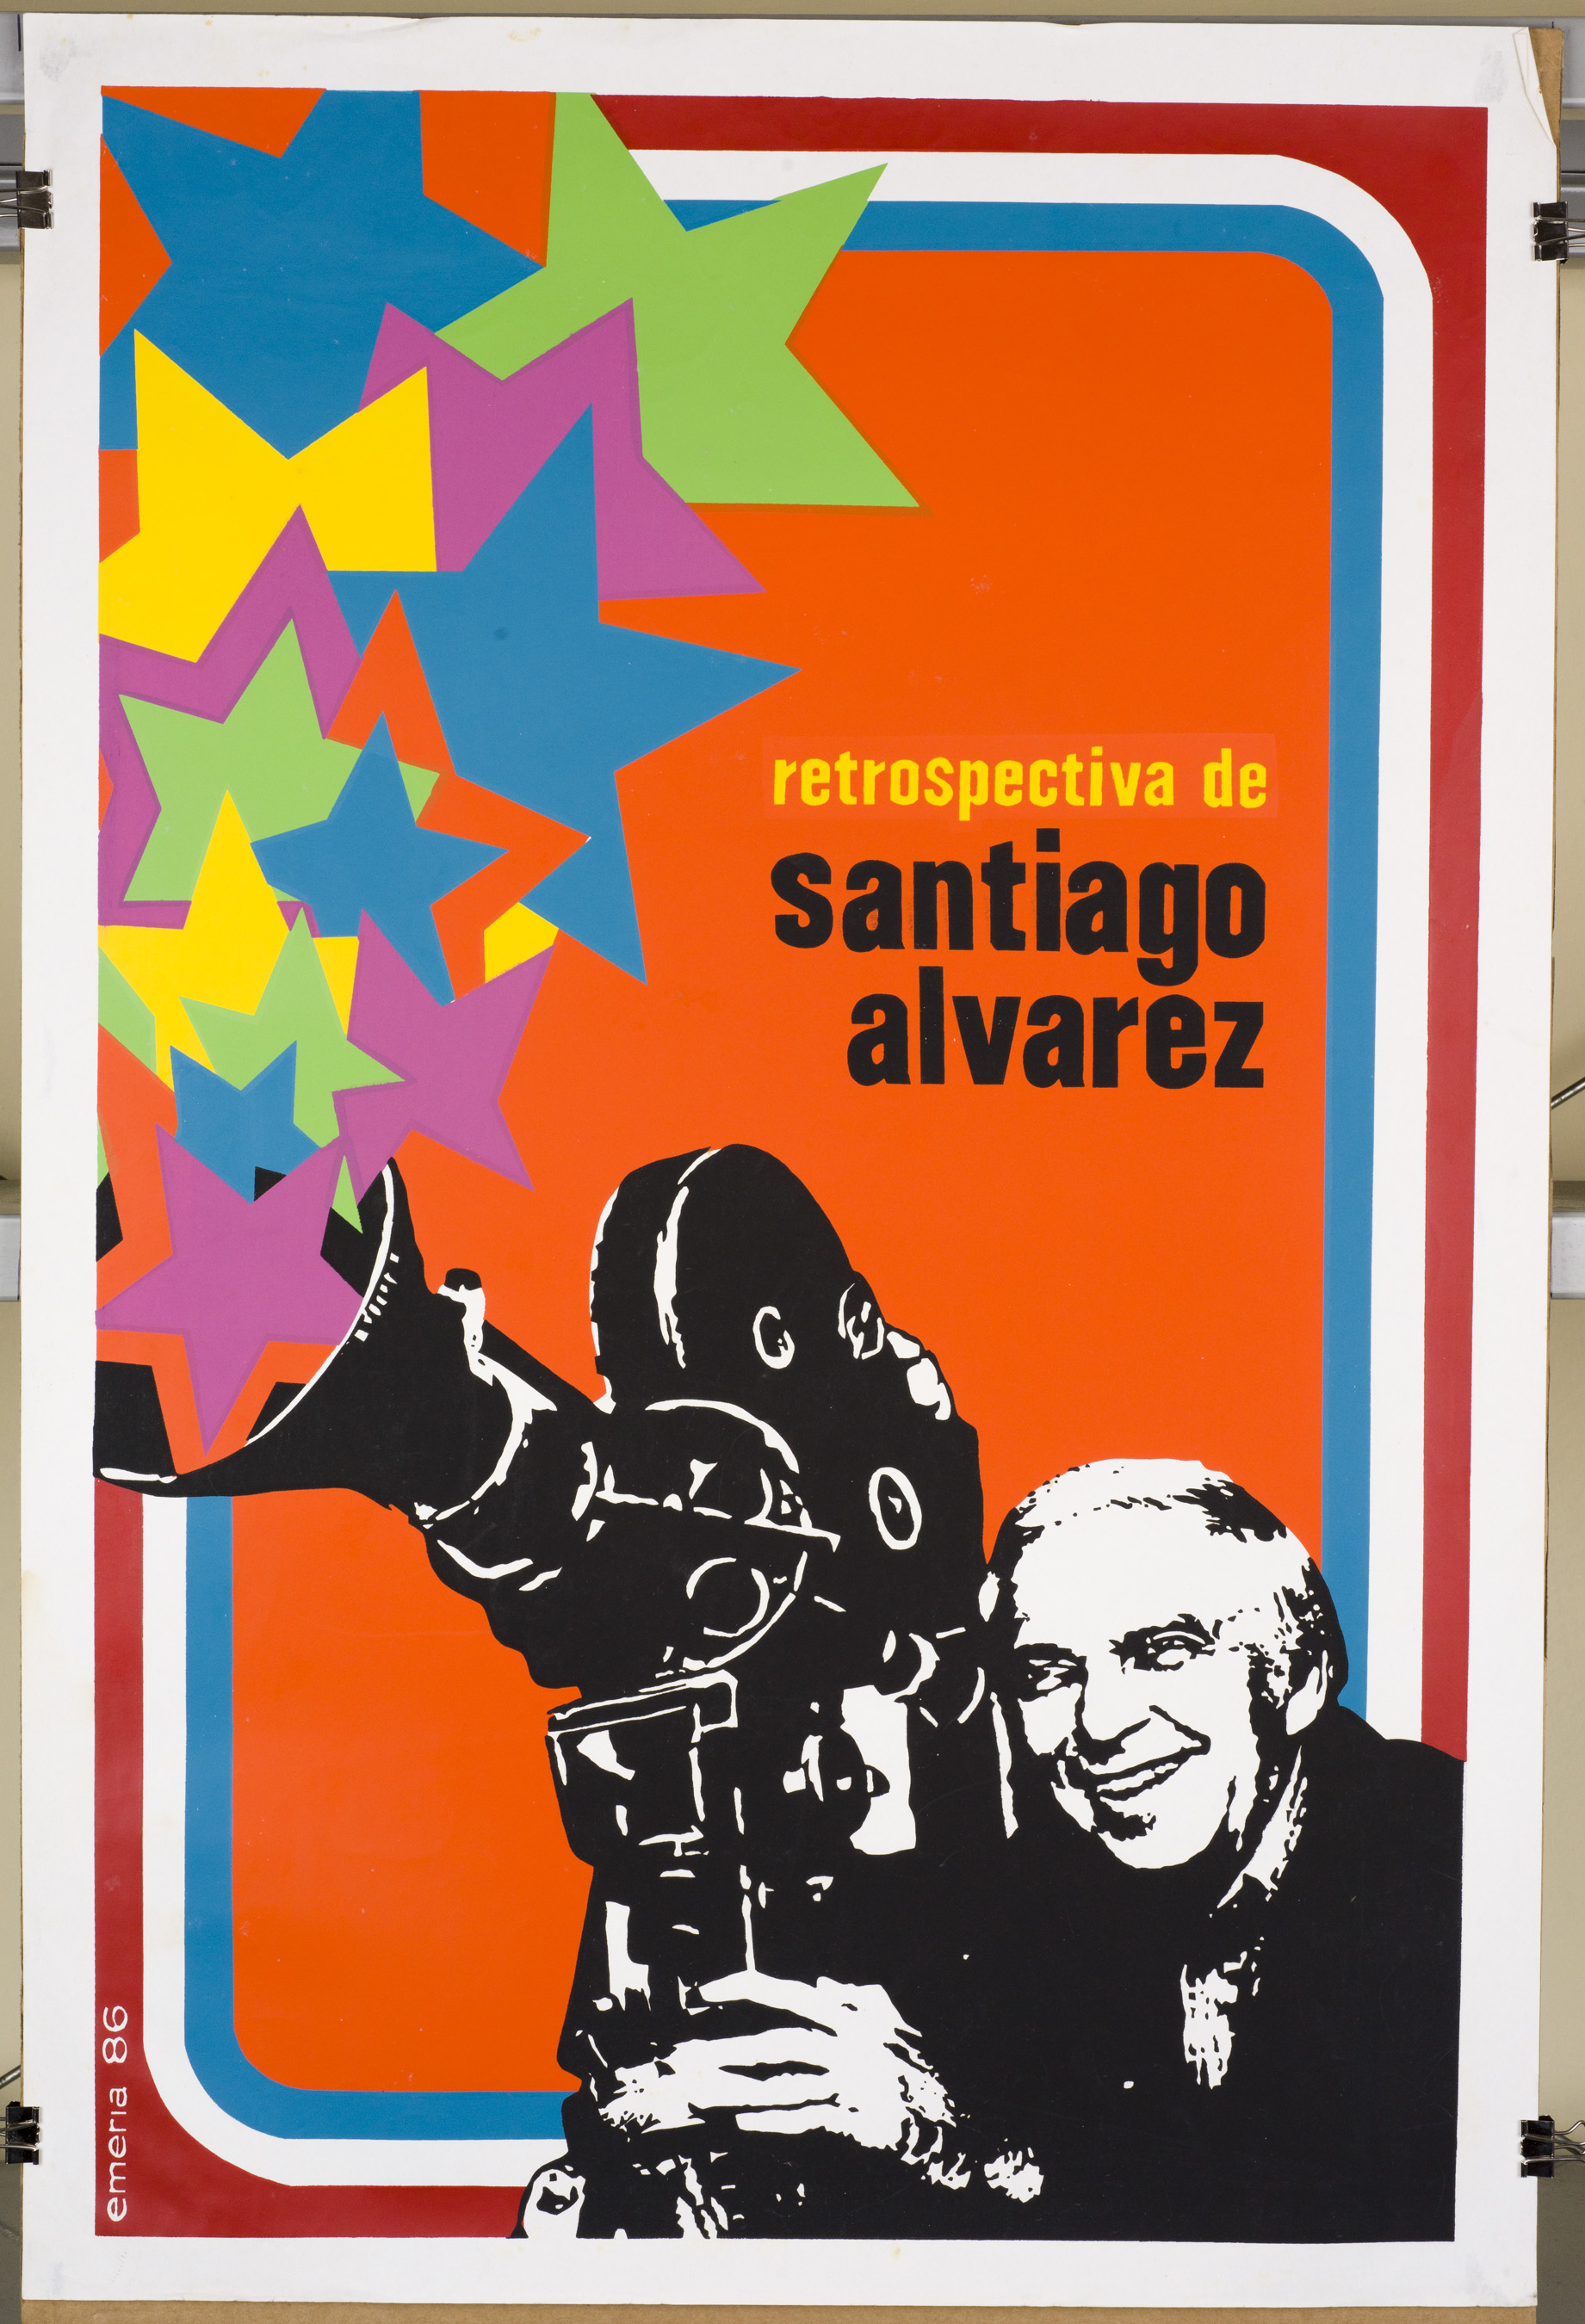 retrospectiva de
santiago
alvarez
emeria 86